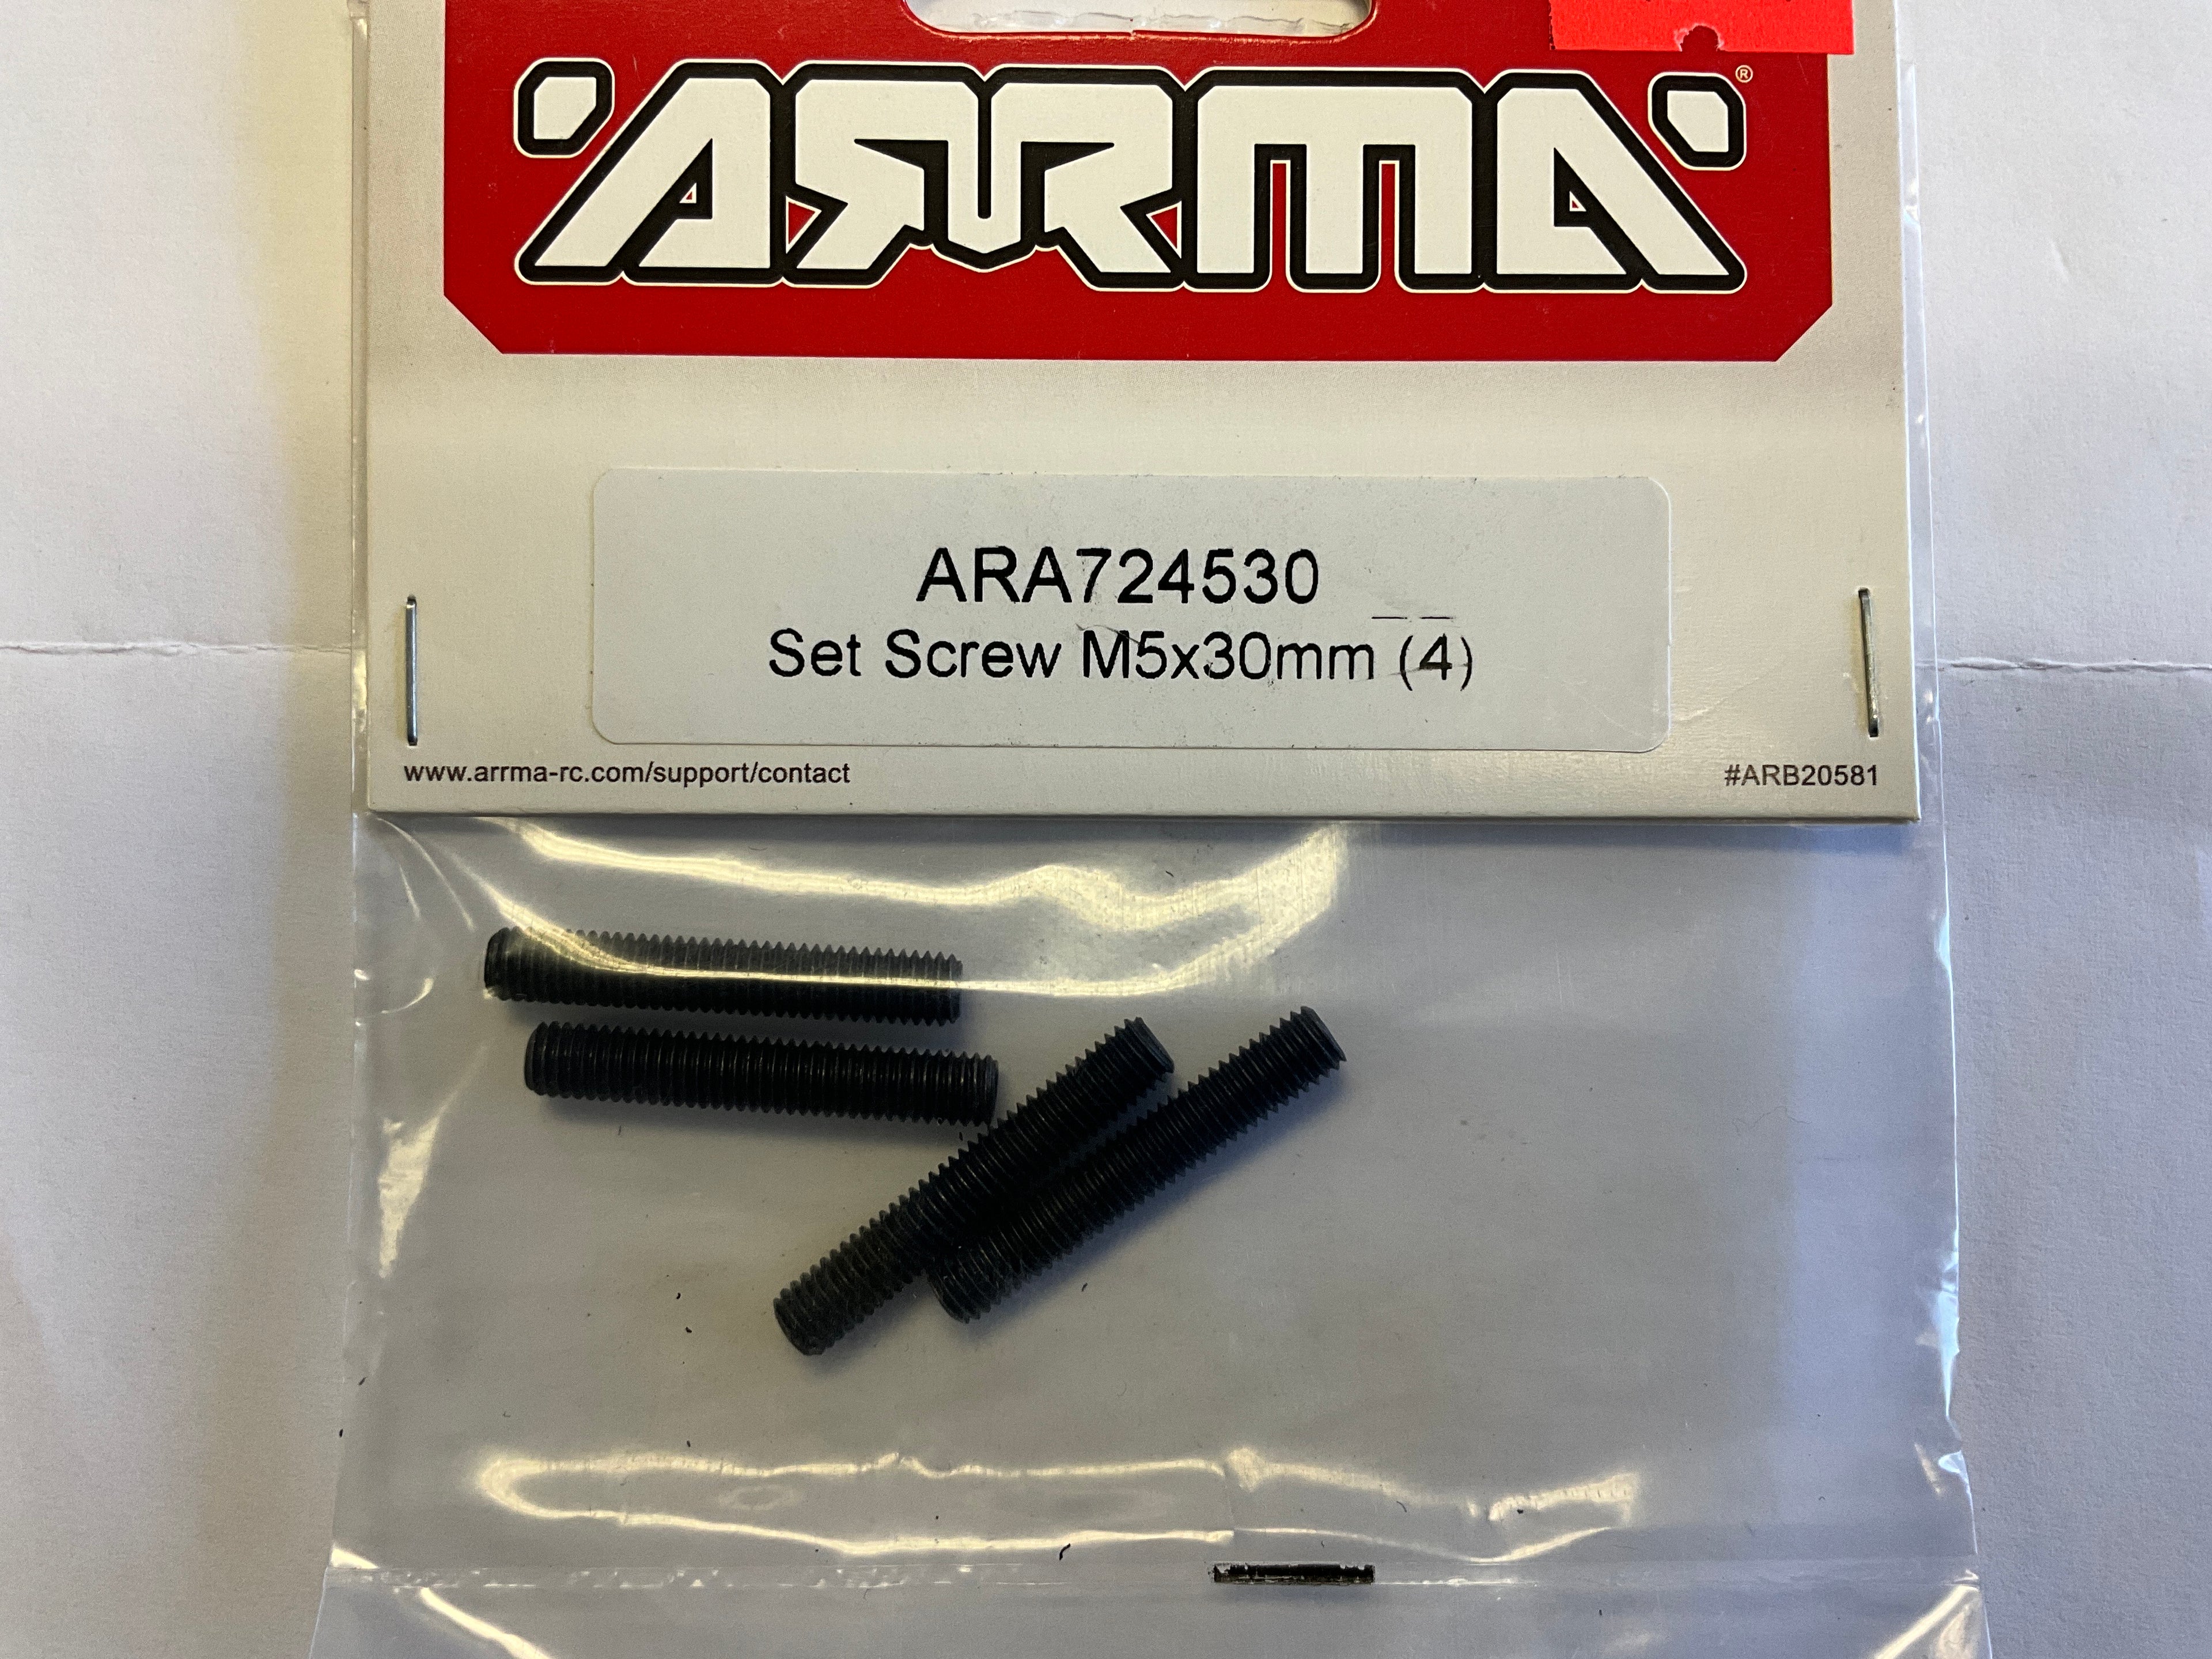 ARRMA®
ARA724530
Set Screw M5x30mm (4)
www.arrma-rc.com/support/contact
#ARB20581